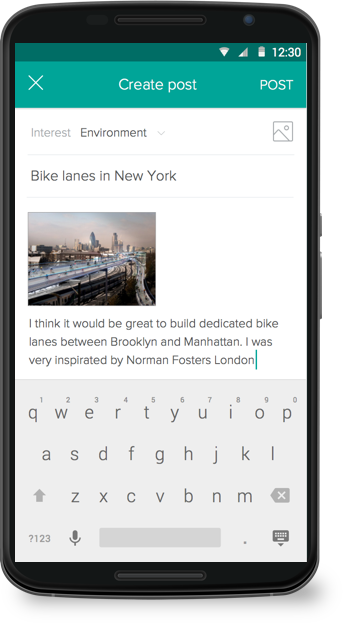 12:30
Create post POST
Interest Environment
Bike lanes in New York
I think it would be great to build dedicated bike
lanes between Brooklyn and Manhattan. I was
very inspirated by Norman Fosters London
1 2 3 4 5 6 7 8 9 0
q w e r t y u i o p
a s d f g h j k l
z x c v b n m
?123 .